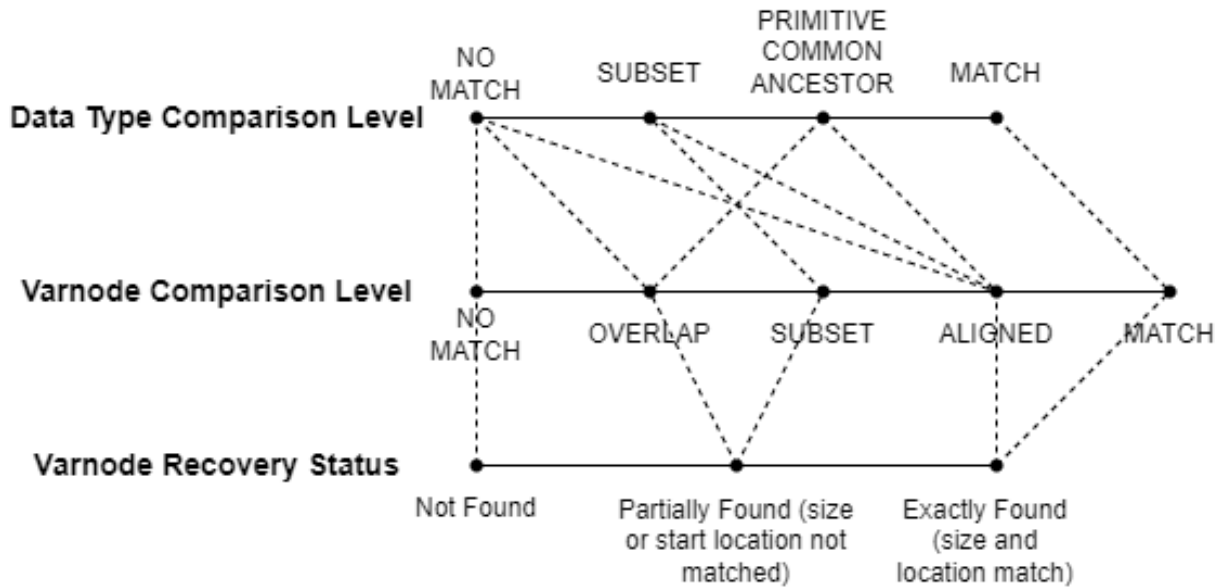 PRIMITIVE
COMMON
ANCESTOR
NO
MATCH
SUBSET
MATCH
Data Type Comparison Level
Varnode Comparison Level
NO
MATCH
OVERLAP
SUBSET
ALIGNED
MATCH
Varnode Recovery Status
Not Found
Partially Found (size
or start location not
matched)
Exactly Found
(size and
location match)